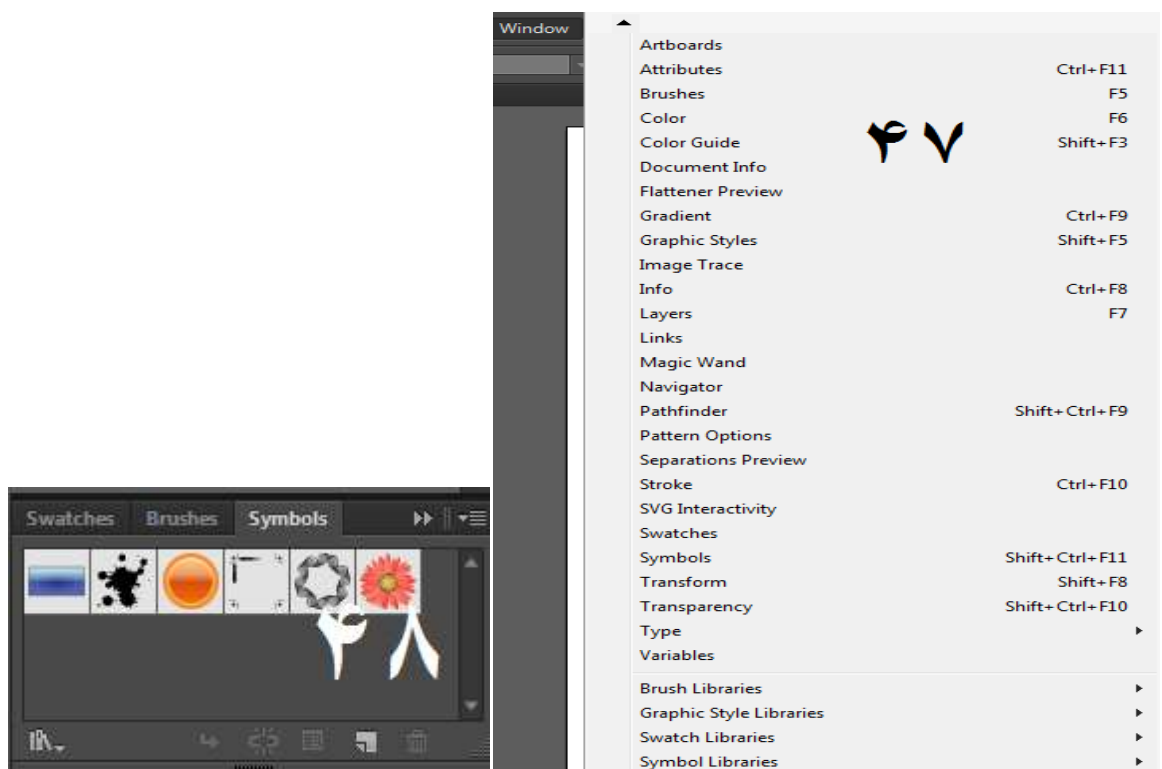 Window
Artboards
Attributes Ctrl+F11
Brushes F5
Color F6
Color Guide Shift+F3
۴۷
Document Info
Flattener Preview
Gradient Ctrl+F9
Graphic Styles Shift+F5
Image Trace
Info Ctrl+F8
Layers F7
Links
Magic Wand
Navigator
Pathfinder Shift+Ctrl+F9
Pattern Options
Separations Preview
Stroke Ctrl+F10
SVG Interactivity
Swatches
Symbols Shift+Ctrl+F11
Transform Shift+F8
Transparency Shift+Ctrl+F10
Type
Variables
Brush Libraries
Graphic Style Libraries
Swatch Libraries
Symbol Libraries
Swatches Brushes Symbols
۴۸